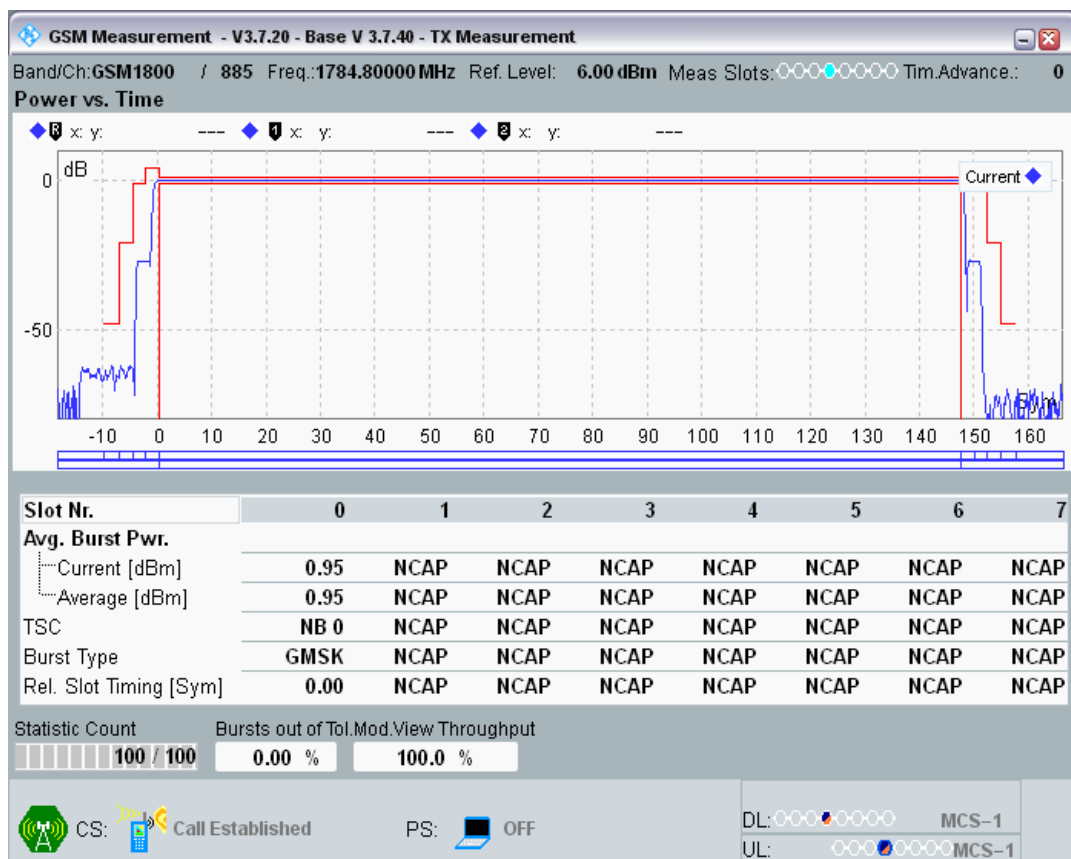 GSM Measurement - V3.7.20 - Base V 3.7.40 - TX Measurement
Band/Ch:GSM1800 / 885 Freq.:1784.80000 MHz Ref. Level: 6.00 dBm Meas Slots: Tim.Advance.: 0
Power vs. Time
R x: y: --- 1 x: y: --- 2 x: y: ---
dB
Current
0
-50
Sym
-10 0 10 20 30 40 50 60 70 80 90 100 110 120 130 140 150 160
Slot Nr. 0 1 2 3 4 5 6 7
Avg. Burst Pwr.
Current [dBm] 0.95 NCAP NCAP NCAP NCAP NCAP NCAP NCAP
Average [dBm] 0.95 NCAP NCAP NCAP NCAP NCAP NCAP NCAP
TSC NB 0 NCAP NCAP NCAP NCAP NCAP NCAP NCAP
Burst Type GMSK NCAP NCAP NCAP NCAP NCAP NCAP NCAP
Rel. Slot Timing [Sym] 0.00 NCAP NCAP NCAP NCAP NCAP NCAP NCAP
Statistic Count Bursts out of Tol. Mod.View Throughput
100 / 100 0.00 % 100.0 %
CS: Call Established PS: OFF
DL: MCS-1
UL: MCS-1